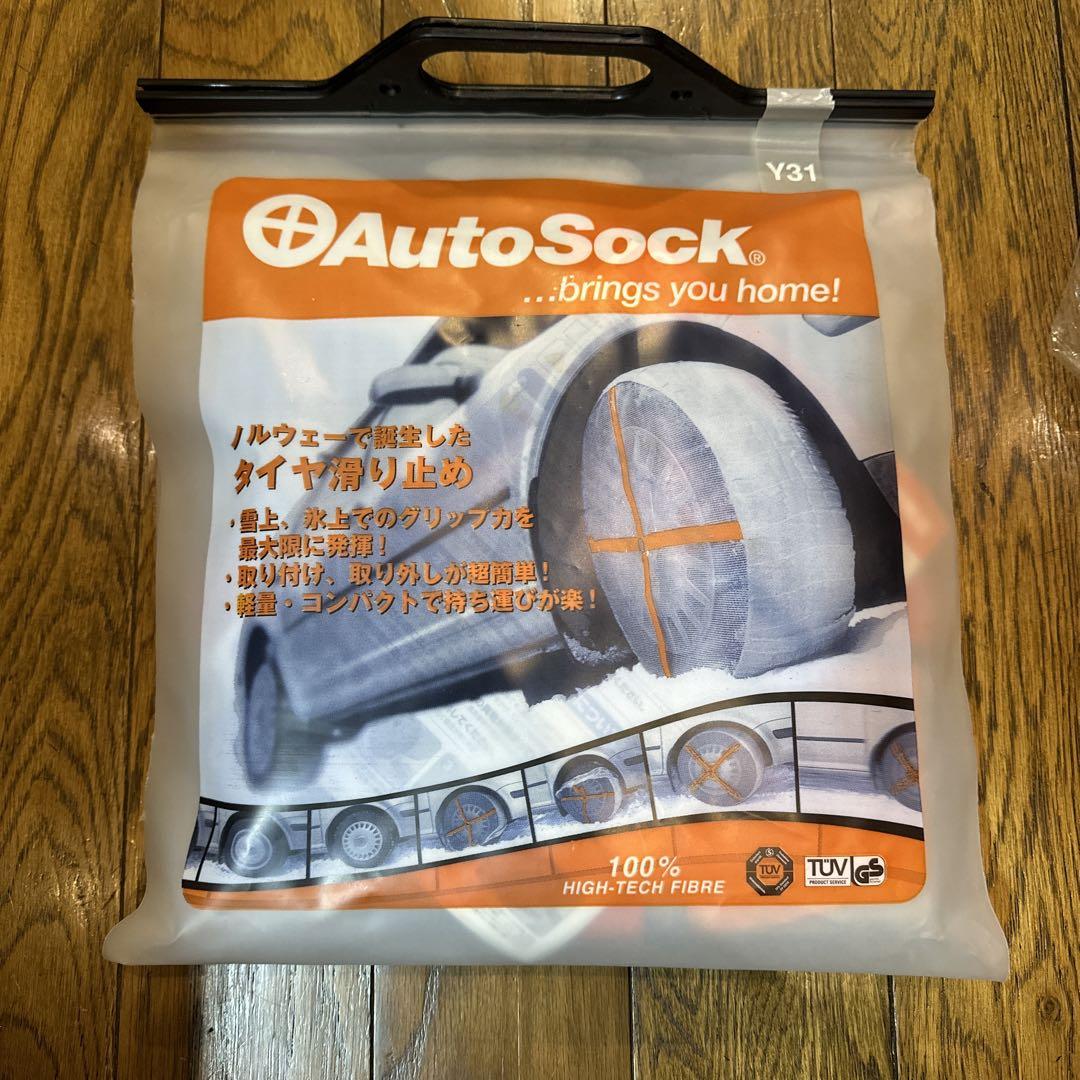 Y31
AutoSock®
...brings you home!
ノルウェーで誕生した
タイヤ滑り止め
・雪上、氷上でのグリップ力を
最大限に発揮!
・取り付け、取り外しが超簡単!
・軽量・コンパクトで持ち運びが楽!
100%
HIGH-TECH FIBRE
TÜV
TÜV
PRODUCT SERVICE
GS